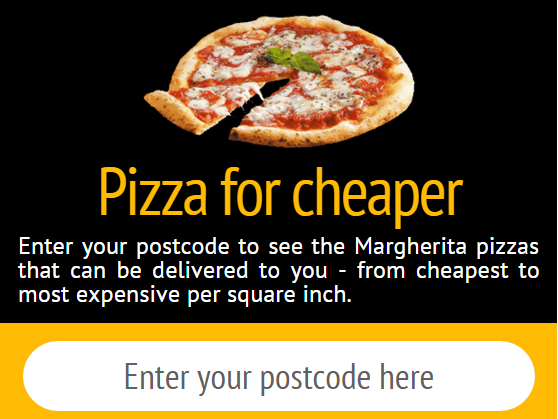 Pizza for cheaper
Enter your postcode to see the Margherita pizzas
that can be delivered to you - from cheapest to
most expensive per square inch.
Enter your postcode here